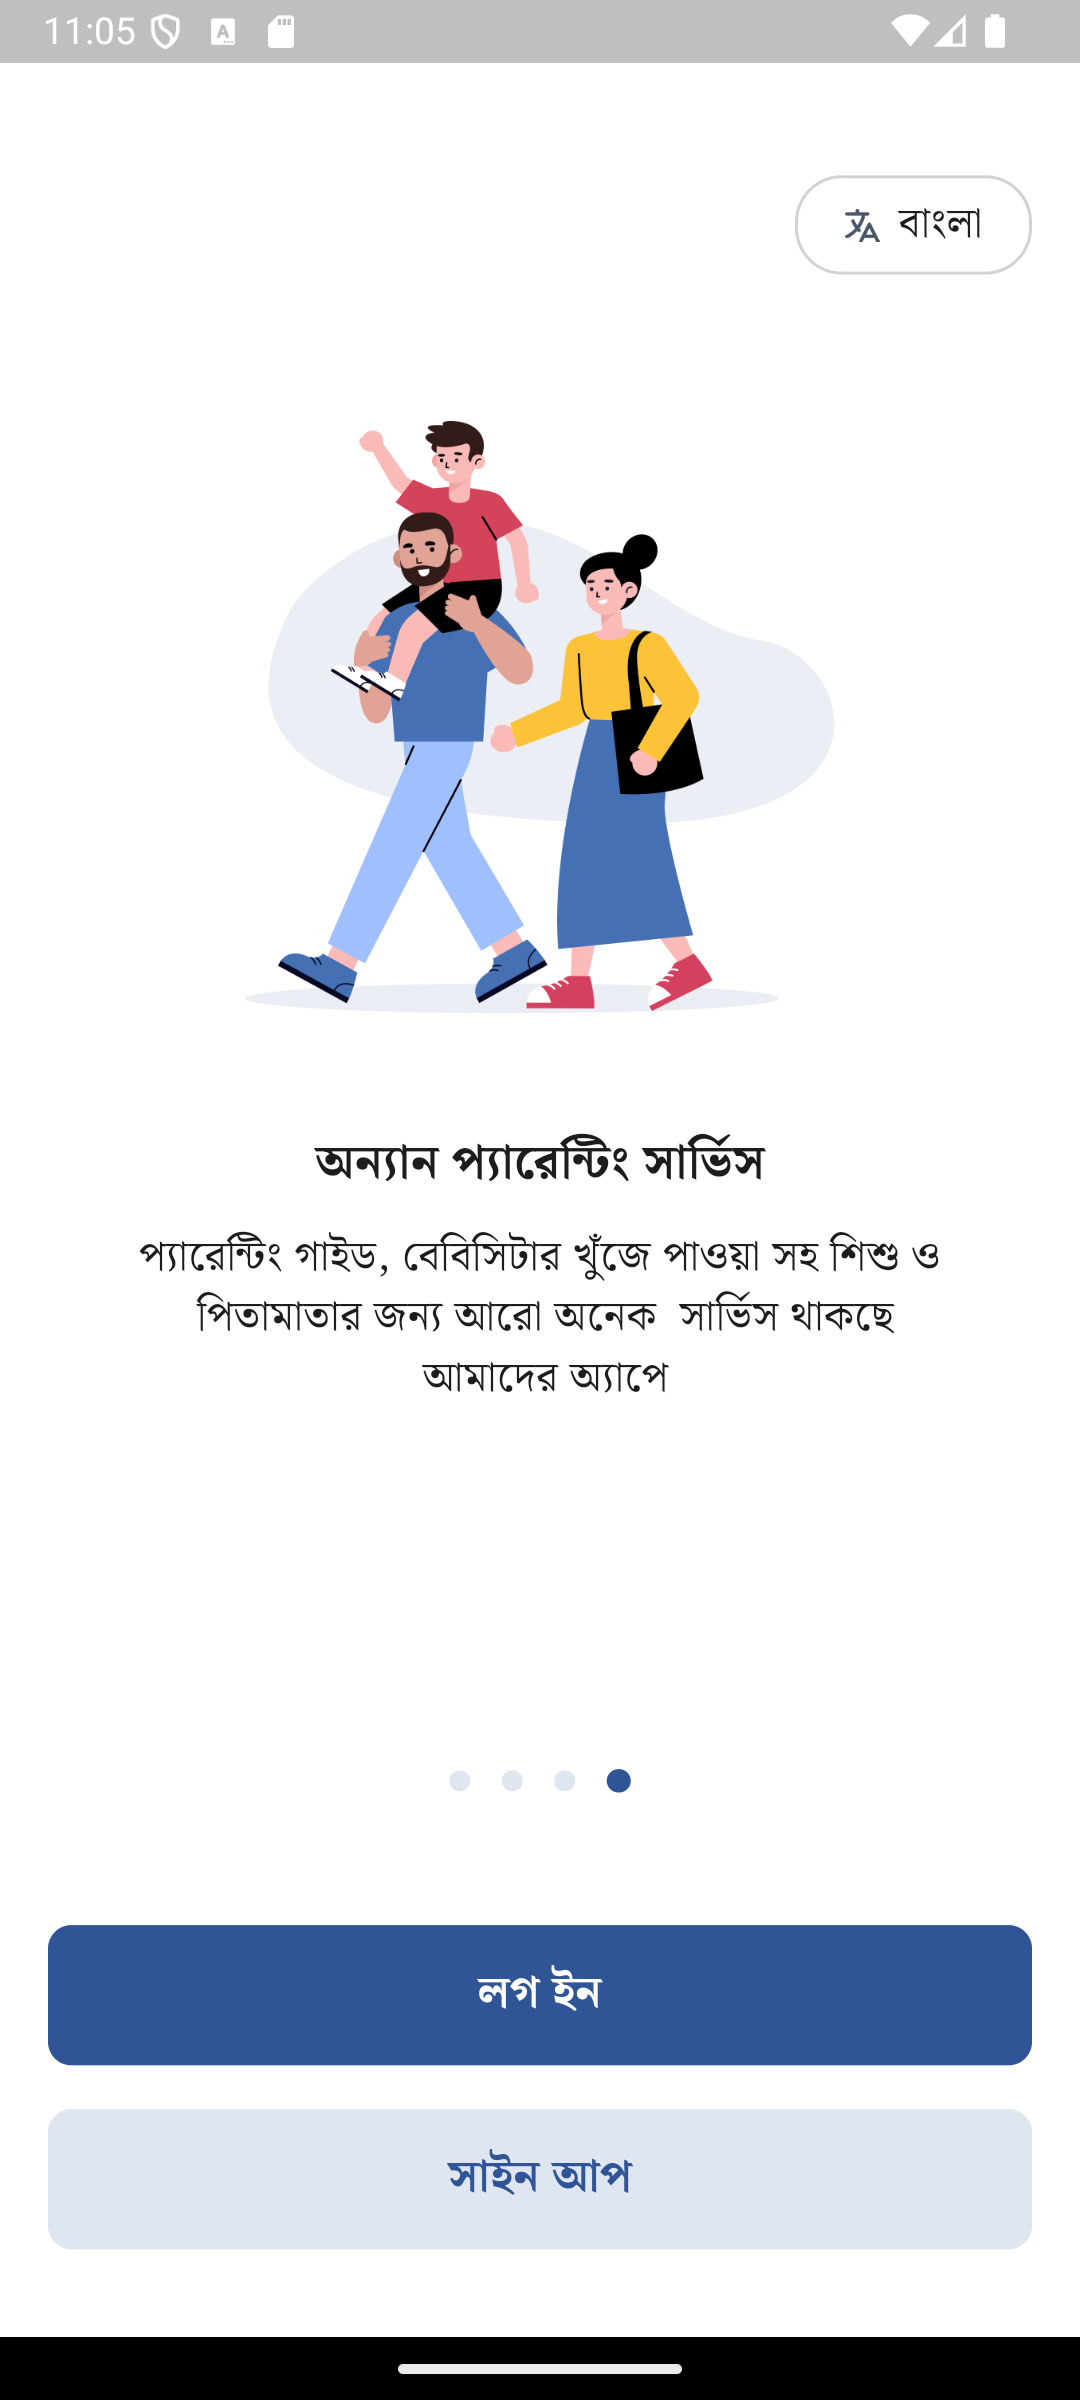 11:05
বাংলা
অন্যান প্যারেন্টিং সার্ভিস
প্যারেন্টিং গাইড, বেবিসিটার খুঁজে পাওয়া সহ শিশু ও
পিতামাতার জন্য আরো অনেক  সার্ভিস থাকছে
আমাদের অ্যাপে
লগ ইন
সাইন আপ